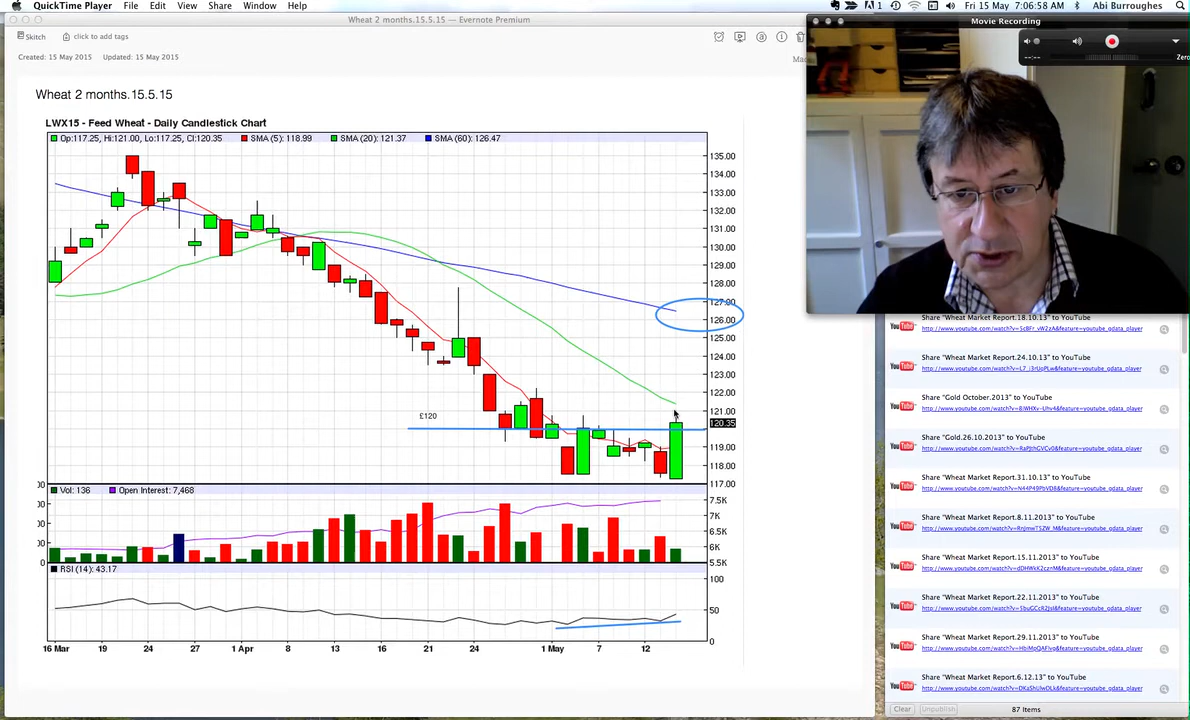 QuickTime Player File Edit View Share Window Help
1 Fri 15 May 7:06:58 AM Abi Burroughes
Wheat 2 months.15.5.15 — Evernote Premium
Movie Recording
Skitch click to add tags
Created: 15 May 2015 Updated: 15 May 2015
--:--
Wheat 2 months.15.5.15
LWX15 - Feed Wheat - Daily Candlestick Chart
Op:117.25, Hi:121.00, Lo:117.25, Cl:120.35 SMA (5): 118.99 SMA (20): 121.37 SMA (60): 126.47
135.00
134.00
133.00
132.00
131.00
130.00
129.00
128.00
127.00
126.00
125.00
124.00
123.00
122.00
121.00
120.35
119.00
118.00
117.00
£120
Vol: 136 Open Interest: 7,468
7.5K
7K
6.5K
6K
5.5K
RSI (14): 43.17
100
50
0
16 Mar 19 24 27 1 Apr 8 13 16 21 24 1 May 7 12
Share "Wheat Market Report.18.10.13" to YouTube
Share "Wheat Market Report.24.10.13" to YouTube
Share "Gold October.2013" to YouTube
Share "Gold.26.10.2013" to YouTube
Share "Wheat Market Report.31.10.13" to YouTube
Share "Wheat Market Report.8.11.2013" to YouTube
Share "Wheat Market Report.15.11.2013" to YouTube
Share "Wheat Market Report.22.11.2013" to YouTube
Share "Wheat Market Report.29.11.2013" to YouTube
Share "Wheat Market Report.6.12.13" to YouTube
Clear Unpublish 87 Items